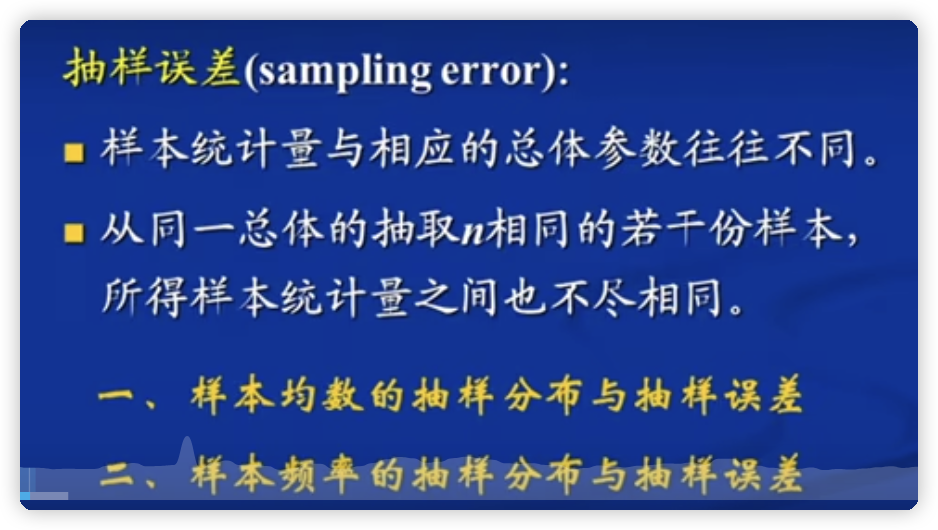 抽样误差(sampling error):
样本统计量与相应的总体参数往往不同。
从同一总体的抽取n相同的若干份样本，
所得样本统计量之间也不尽相同。
一、样本均数的抽样分布与抽样误差
二、样本频率的抽样分布与抽样误差